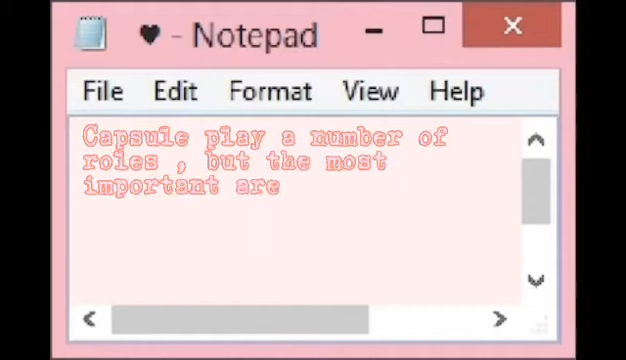 ♥ - Notepad
File Edit Format View Help
Capsule play a number of
roles , but the most
important are